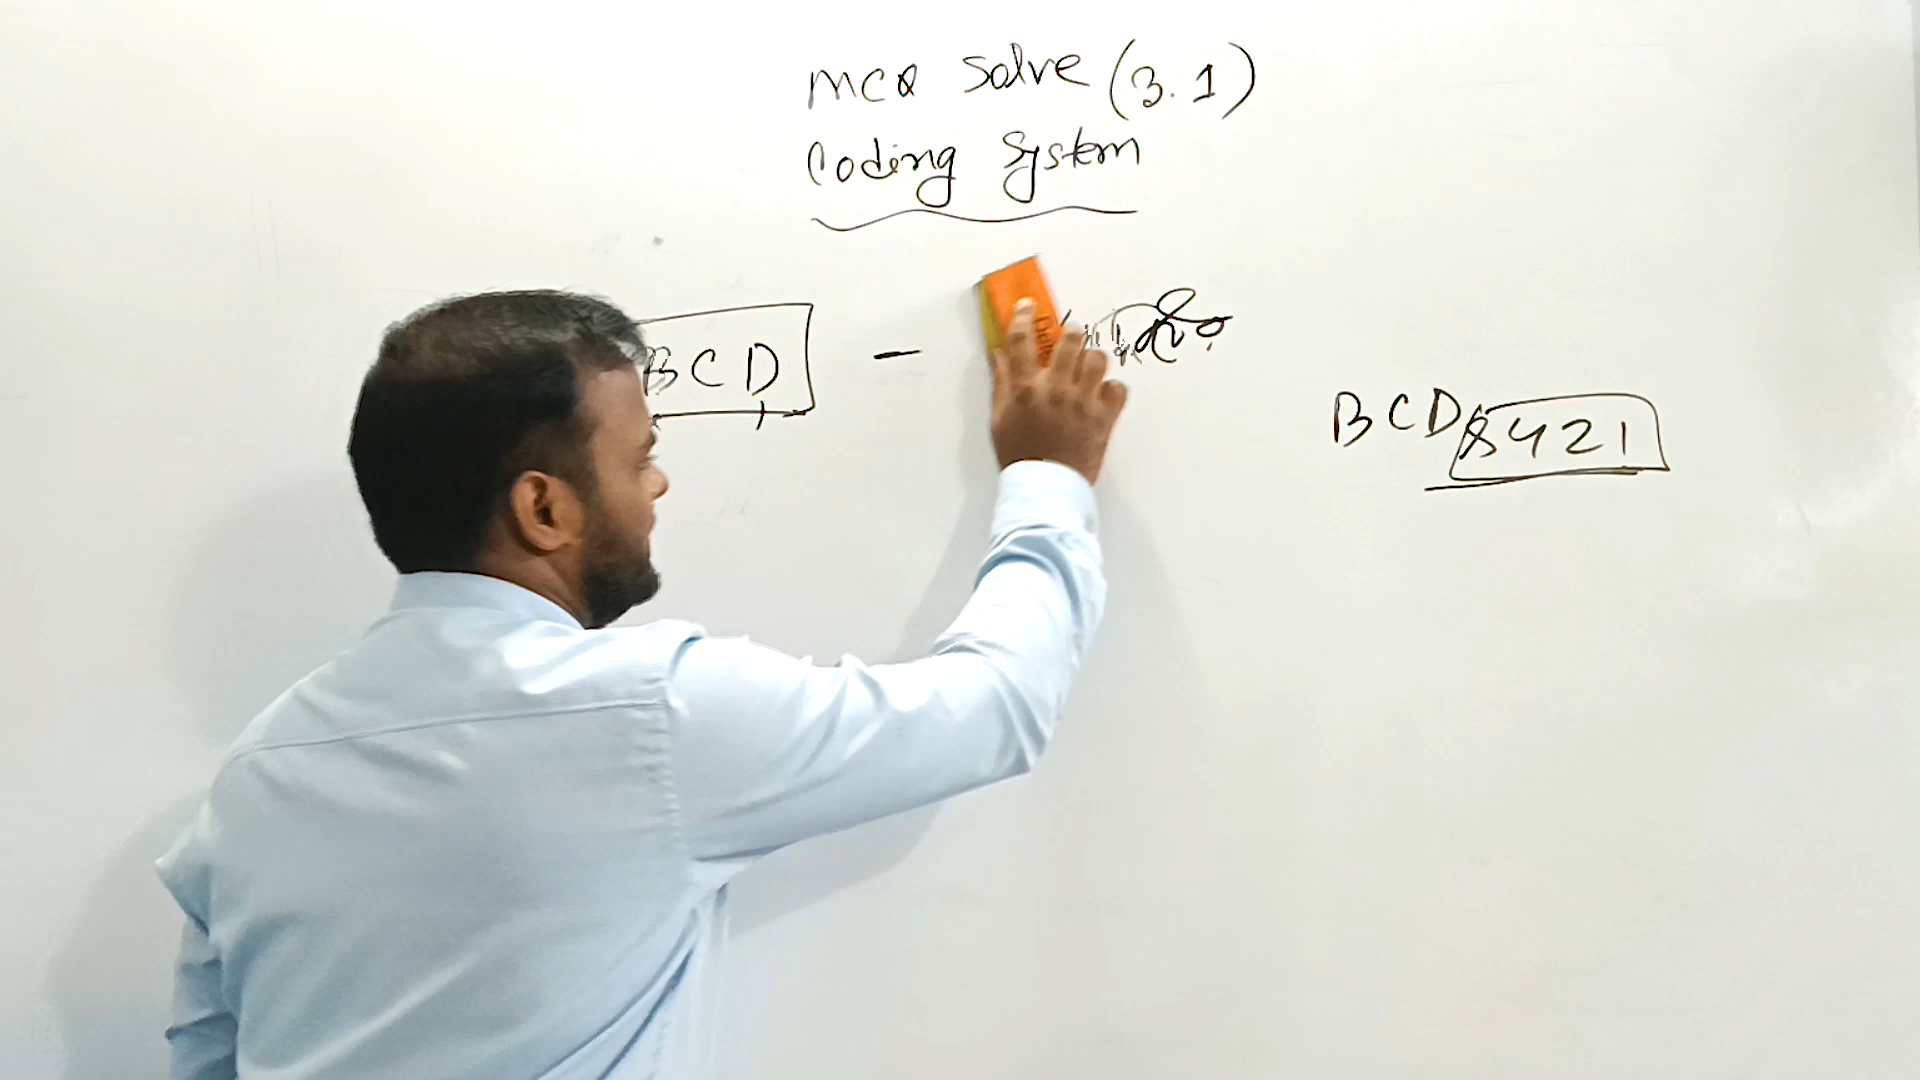 MCQ Solve (3.1)
Coding System
BCD -
BCD 8421